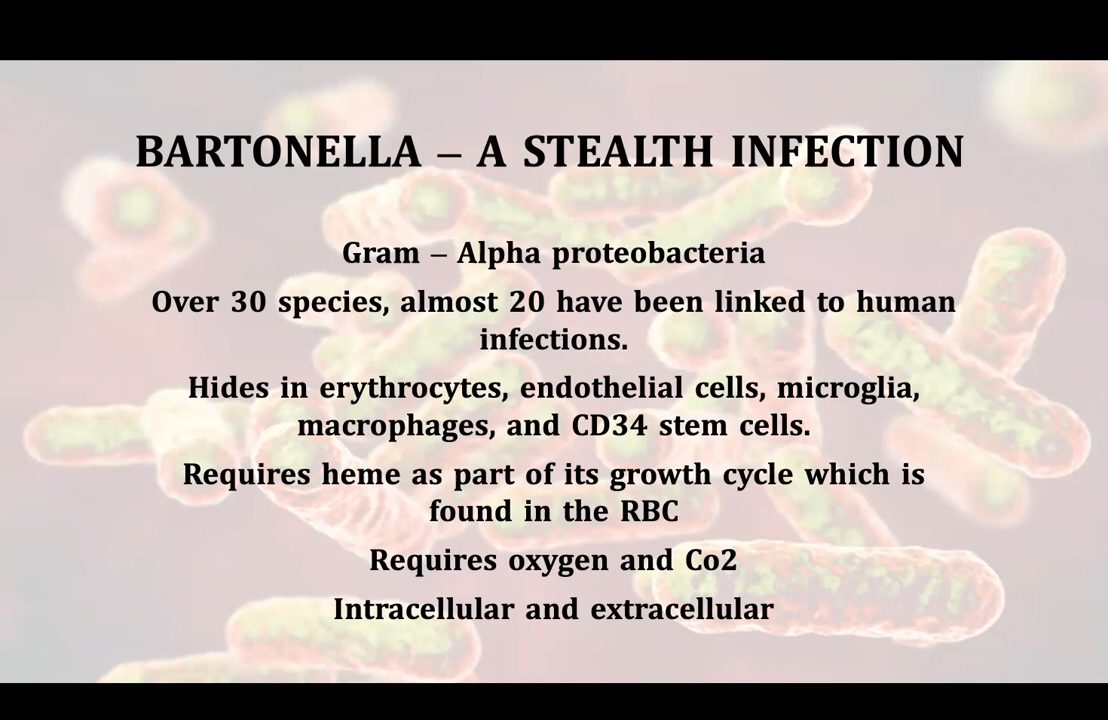 BARTONELLA – A STEALTH INFECTION
Gram – Alpha proteobacteria
Over 30 species, almost 20 have been linked to human
infections.
Hides in erythrocytes, endothelial cells, microglia,
macrophages, and CD34 stem cells.
Requires heme as part of its growth cycle which is
found in the RBC
Requires oxygen and Co2
Intracellular and extracellular